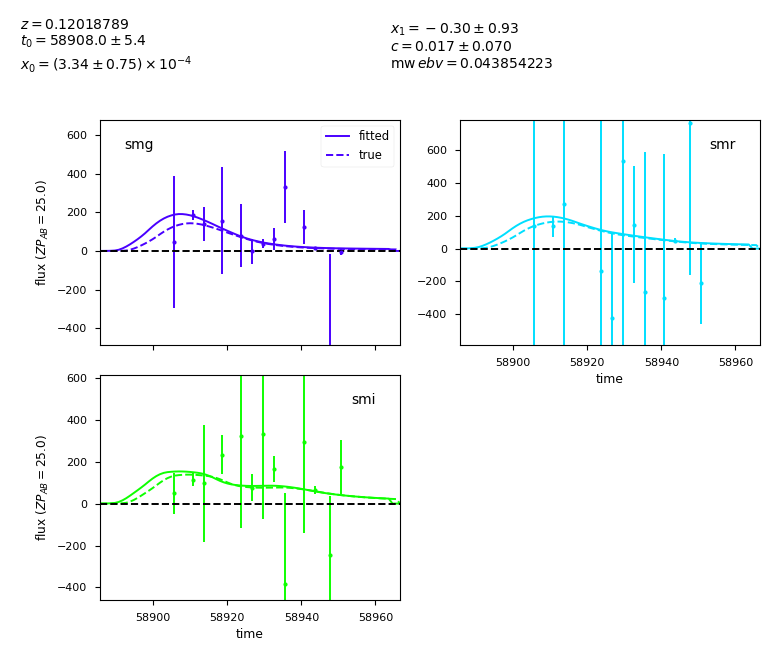 z = 0.12018789
t₀ = 58908.0 ± 5.4
x₀ = (3.34 ± 0.75) × 10⁻⁴
x₁ = −0.30 ± 0.93
c = 0.017 ± 0.070
mw ebv = 0.043854223
smg
fitted
true
600
400
200
0
−200
−400
flux (ZP_AB = 25.0)
smr
600
400
200
0
−200
−400
58900 58920 58940 58960
time
smi
600
400
200
0
−200
−400
flux (ZP_AB = 25.0)
58900 58920 58940 58960
time